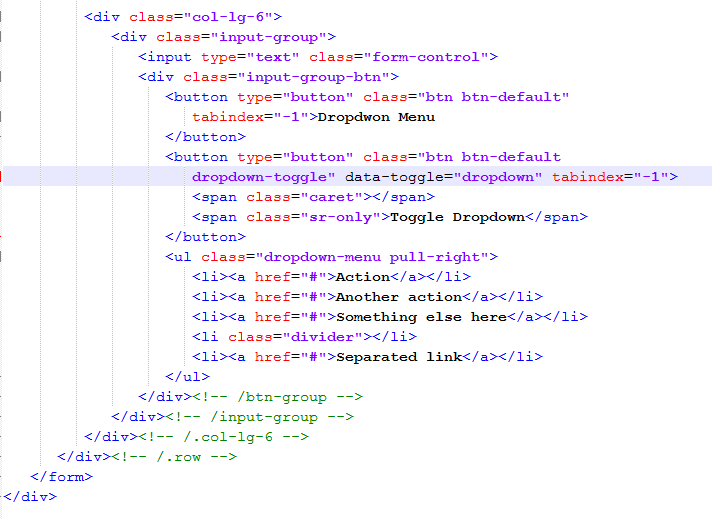 <div class="col-lg-6">
<div class="input-group">
<input type="text" class="form-control">
<div class="input-group-btn">
<button type="button" class="btn btn-default"
tabindex="-1">Dropdwon Menu
</button>
<button type="button" class="btn btn-default
dropdown-toggle" data-toggle="dropdown" tabindex="-1">
<span class="caret"></span>
<span class="sr-only">Toggle Dropdown</span>
</button>
<ul class="dropdown-menu pull-right">
<li><a href="#">Action</a></li>
<li><a href="#">Another action</a></li>
<li><a href="#">Something else here</a></li>
<li class="divider"></li>
<li><a href="#">Separated link</a></li>
</ul>
</div><!-- /btn-group -->
</div><!-- /input-group -->
</div><!-- /.col-lg-6 -->
</div><!-- /.row -->
</form>
</div>